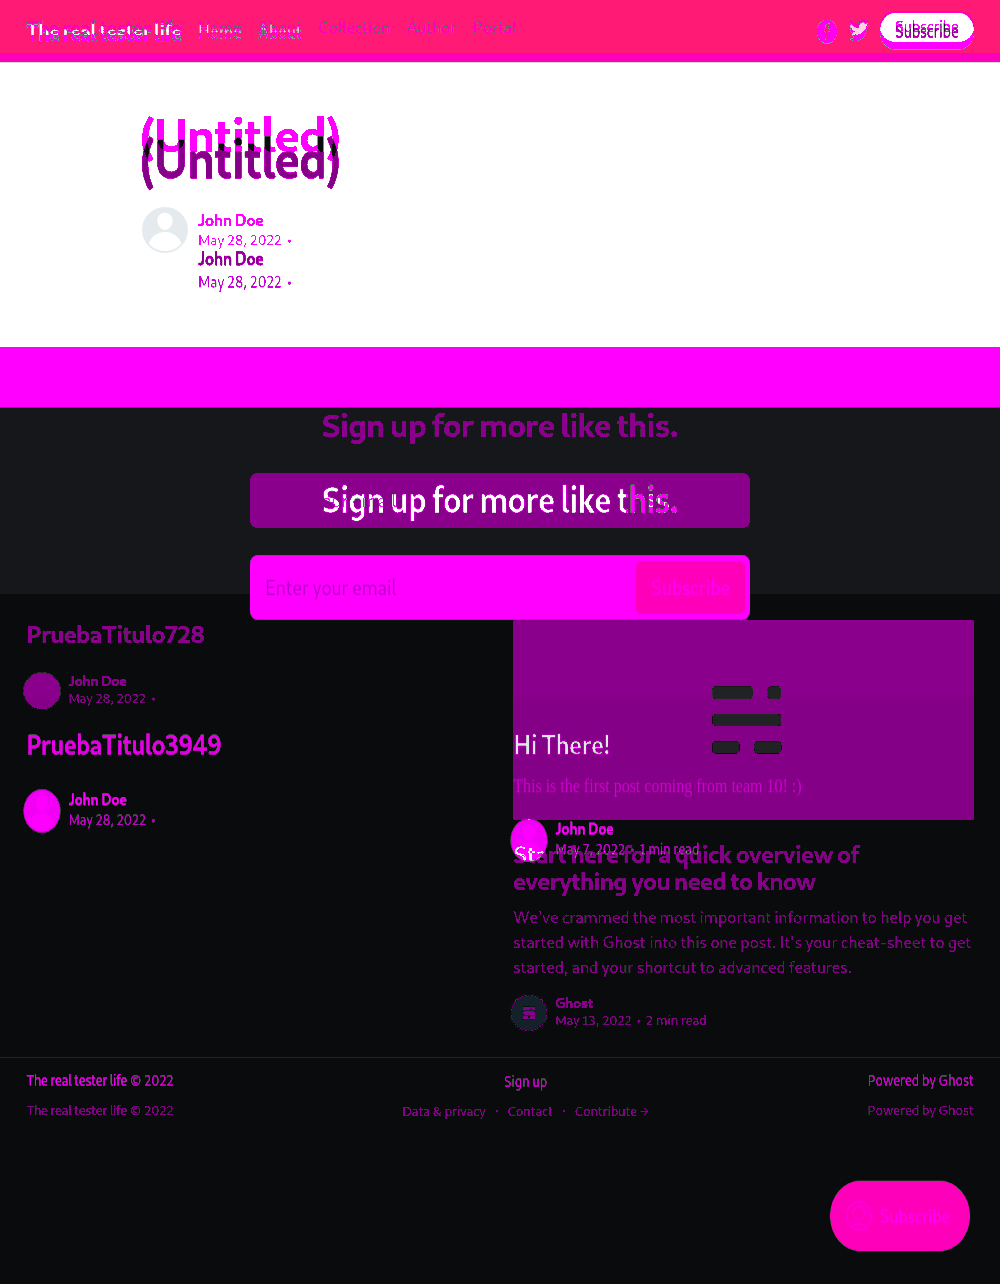 The real tester life Home About Collection Author Portal Subscribe
(Untitled)
(Untitled)
John Doe
May 28, 2022 •
John Doe
May 28, 2022 •
Sign up for more like this.
Sign up for more like this.
Enter your email Subscribe
PruebaTitulo728
John Doe
May 28, 2022 •
PruebaTitulo3949
John Doe
May 28, 2022 •
Hi There!
This is the first post coming from team 10! :)
John Doe
May 7, 2022 • 1 min read
Start here for a quick overview of
everything you need to know
We've crammed the most important information to help you get
started with Ghost into this one post. It's your cheat-sheet to get
started, and your shortcut to advanced features.
Ghost
May 13, 2022 • 2 min read
The real tester life © 2022 Sign up Powered by Ghost
The real tester life © 2022 Data & privacy • Contact • Contribute → Powered by Ghost
Subscribe